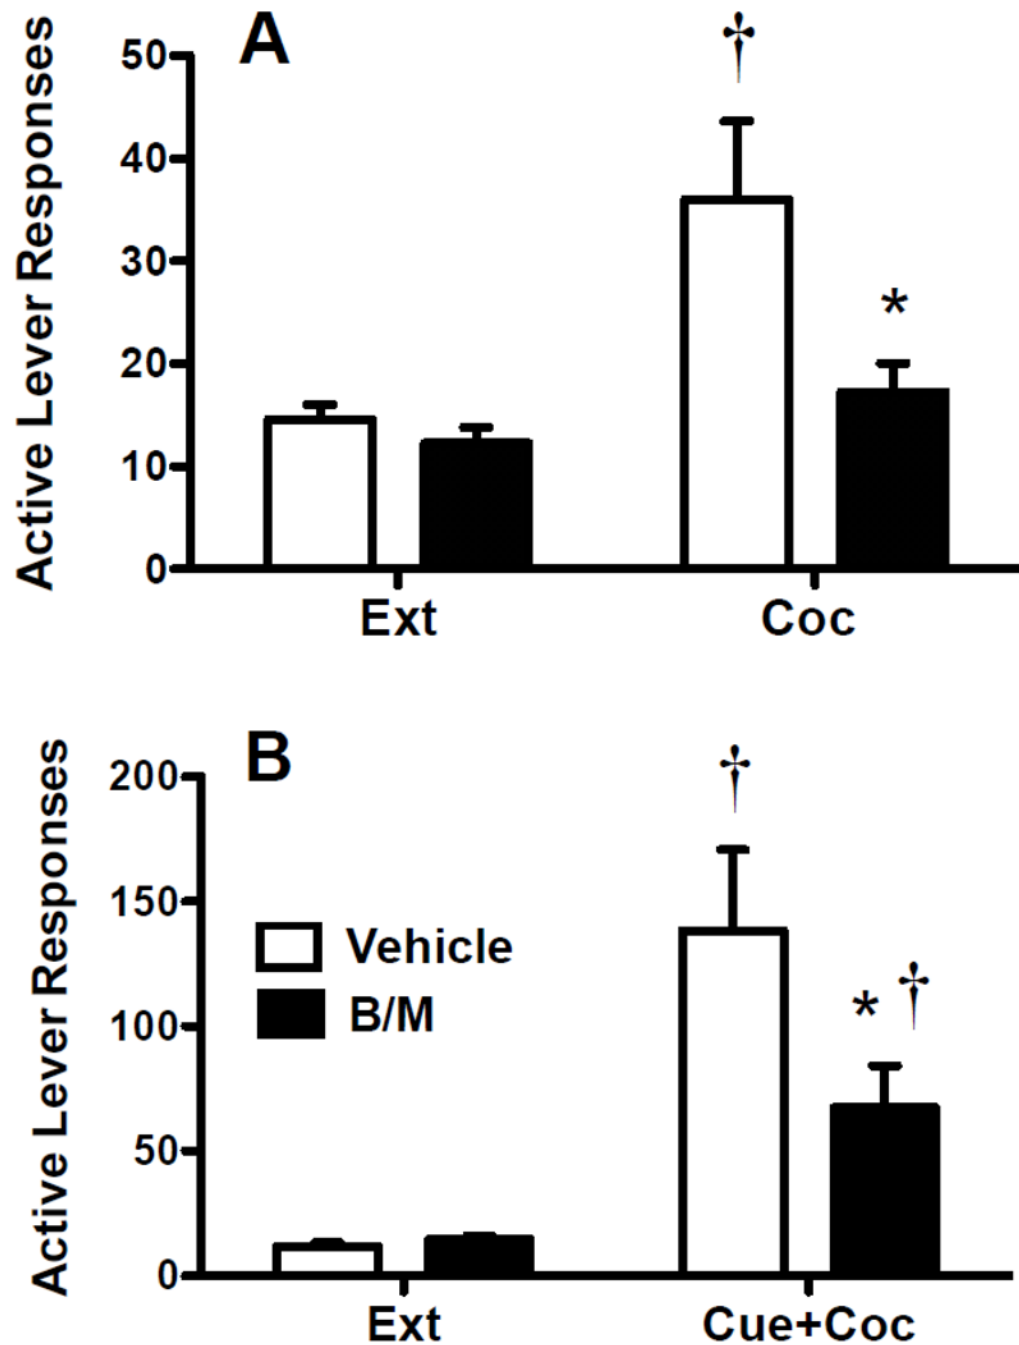 A
Active Lever Responses
50
40
30
20
10
0
†
*
Ext
Coc
B
Active Lever Responses
200
150
100
50
0
Vehicle
B/M
†
* †
Ext
Cue+Coc